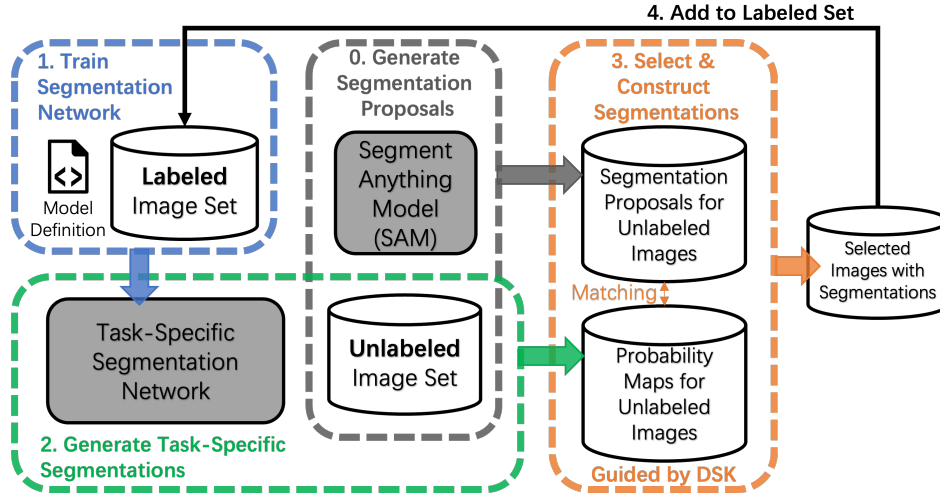 4. Add to Labeled Set
1. Train
Segmentation
Network
<>
Model
Definition
Labeled
Image Set
0. Generate
Segmentation
Proposals
Segment
Anything
Model
(SAM)
3. Select &
Construct
Segmentations
Segmentation
Proposals for
Unlabeled
Images
Matching
Probability
Maps for
Unlabeled
Images
Guided by DSK
Selected
Images with
Segmentations
Task-Specific
Segmentation
Network
Unlabeled
Image Set
2. Generate Task-Specific
Segmentations